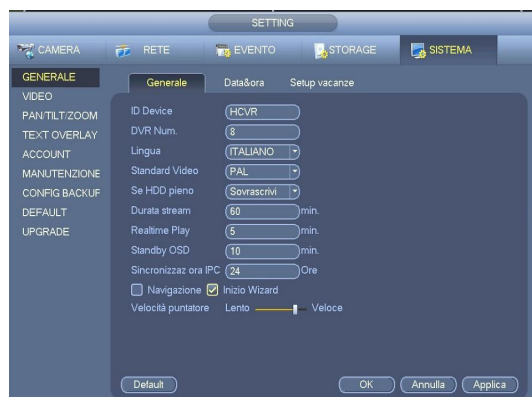 SETTING
CAMERA RETE EVENTO STORAGE SISTEMA
GENERALE
VIDEO
PAN/TILT/ZOOM
TEXT OVERLAY
ACCOUNT
MANUTENZIONE
CONFIG BACKUF
DEFAULT
UPGRADE
Generale Data&ora Setup vacanze
ID Device HCVR
DVR Num. 8
Lingua ITALIANO
Standard Video PAL
Se HDD pieno Sovrascrivi
Durata stream 60 min.
Realtime Play 5 min.
Standby OSD 10 min.
Sincronizzaz ora IPC 24 Ore
Navigazione Inizio Wizard
Velocità puntatore Lento Veloce
Default OK Annulla Applica